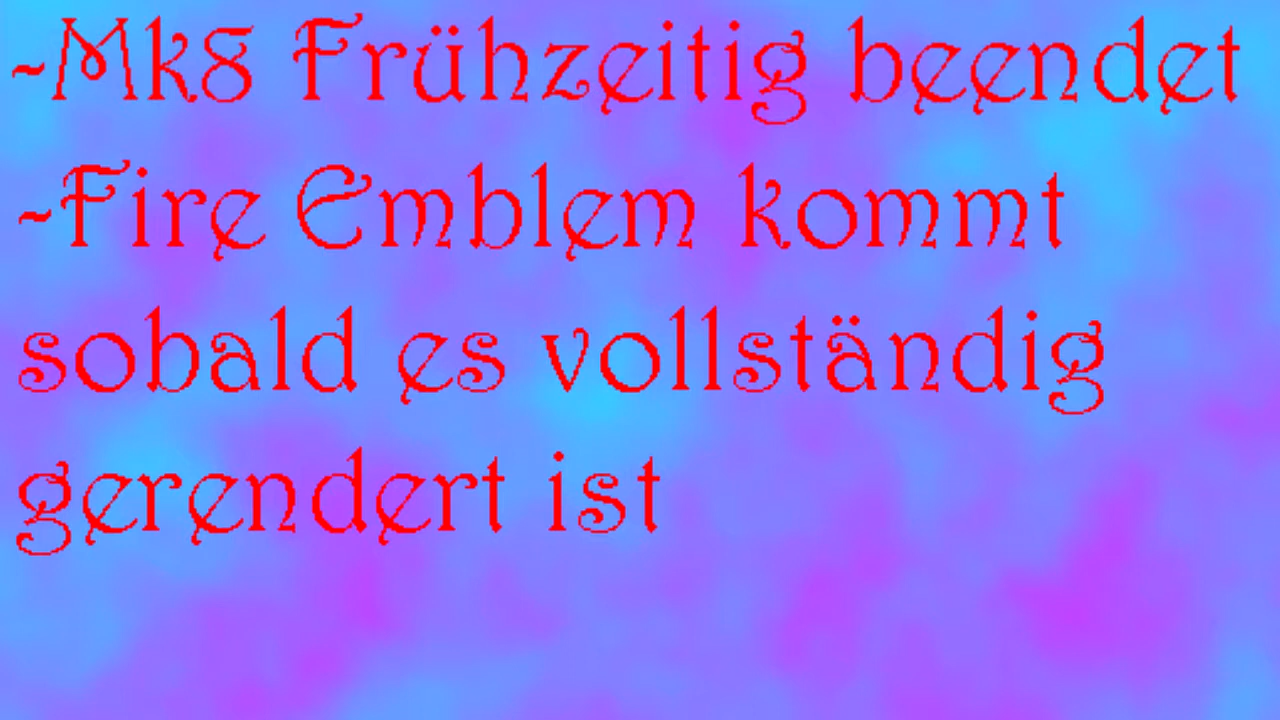 -Mk8 Frühzeitig beendet
-Fire Emblem kommt
sobald es vollständig
gerendert ist